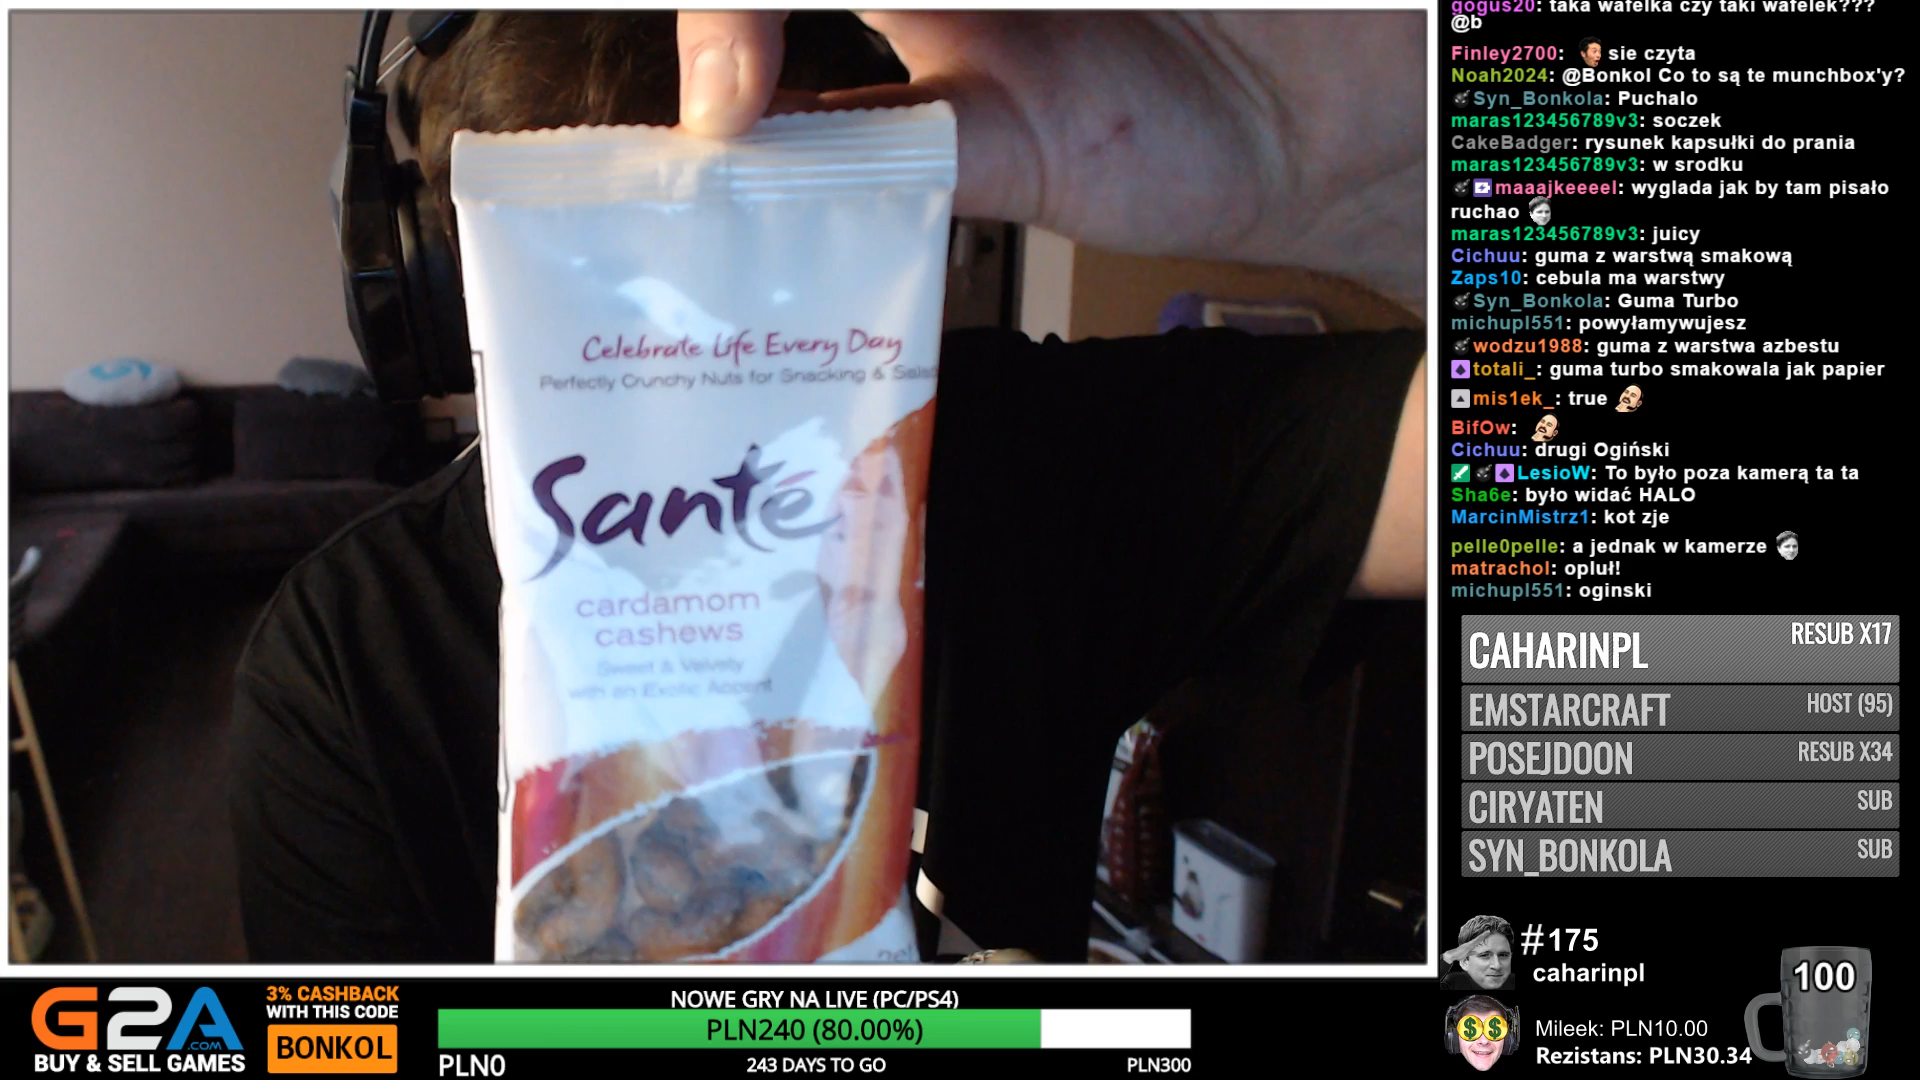 Celebrate Life Every Day
Perfectly Crunchy Nuts for Snacking &
Santé
cardamom
cashews
Sweet & Velvety
with an Exotic Accent
gogus20: taka wafelka czy taki wafelek???
@b
Finley2700: sie czyta
Noah2024: @Bonkol Co to są te munchbox'y?
Syn_Bonkola: Puchalo
maras123456789v3: soczek
CakeBadger: rysunek kapsułki do prania
maras123456789v3: w srodku
maaajkeeeel: wyglada jak by tam pisało
ruchao
maras123456789v3: juicy
Cichuu: guma z warstwą smakową
Zaps10: cebula ma warstwy
Syn_Bonkola: Guma Turbo
michupl551: powyłamywujesz
wodzu1988: guma z warstwa azbestu
totali_: guma turbo smakowala jak papier
mis1ek_: true
BifOw:
Cichuu: drugi Ogiński
LesioW: To było poza kamerą ta ta
Sha6e: było widać HALO
MarcinMistrz1: kot zje
pelle0pelle: a jednak w kamerze
matrachol: opluł!
michupl551: oginski
CAHARINPL RESUB X17
EMSTARCRAFT HOST (95)
POSEJDOON RESUB X34
CIRYATEN SUB
SYN_BONKOLA SUB
#175
caharinpl
100
Mileek: PLN10.00
Rezistans: PLN30.34
G2A
.COM
BUY & SELL GAMES
3% CASHBACK
WITH THIS CODE
BONKOL
NOWE GRY NA LIVE (PC/PS4)
PLN240 (80.00%)
PLN0
243 DAYS TO GO
PLN300